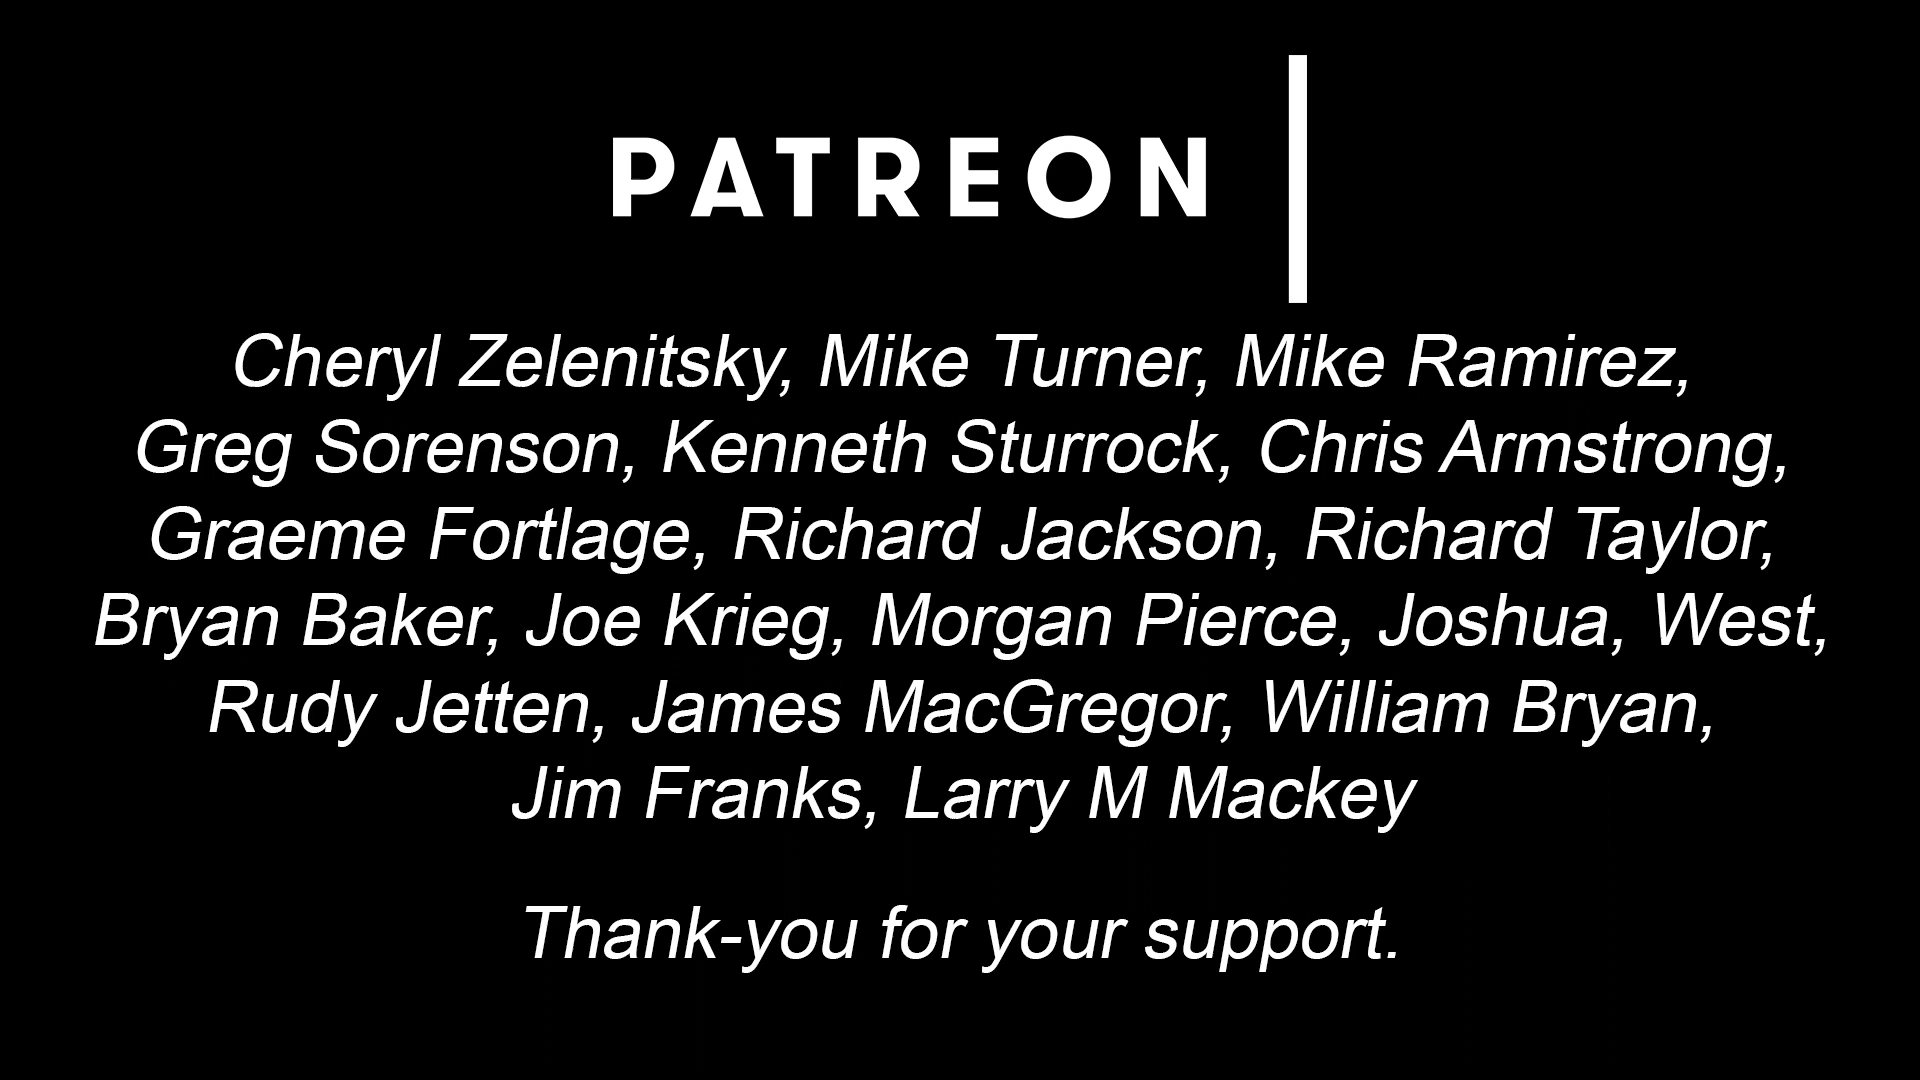 PATREON
Cheryl Zelenitsky, Mike Turner, Mike Ramirez,
Greg Sorenson, Kenneth Sturrock, Chris Armstrong,
Graeme Fortlage, Richard Jackson, Richard Taylor,
Bryan Baker, Joe Krieg, Morgan Pierce, Joshua, West,
Rudy Jetten, James MacGregor, William Bryan,
Jim Franks, Larry M Mackey
Thank-you for your support.